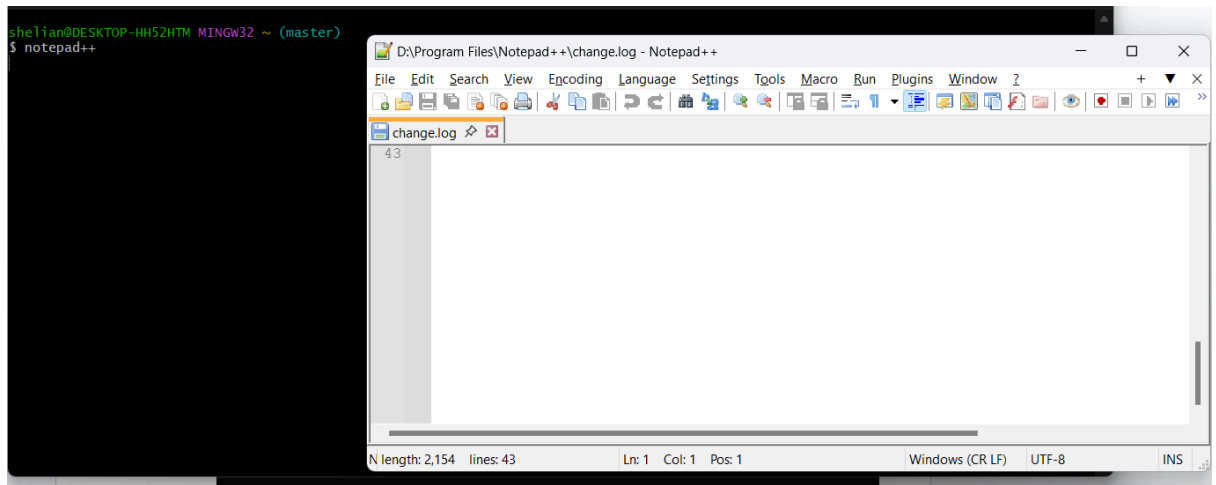 shelian@DESKTOP-HH52HTM MINGW32 ~ (master)
$ notepad++
D:\Program Files\Notepad++\change.log - Notepad++
File Edit Search View Encoding Language Settings Tools Macro Run Plugins Window ?
change.log
43
N length: 2,154 lines: 43 Ln: 1 Col: 1 Pos: 1 Windows (CR LF) UTF-8 INS